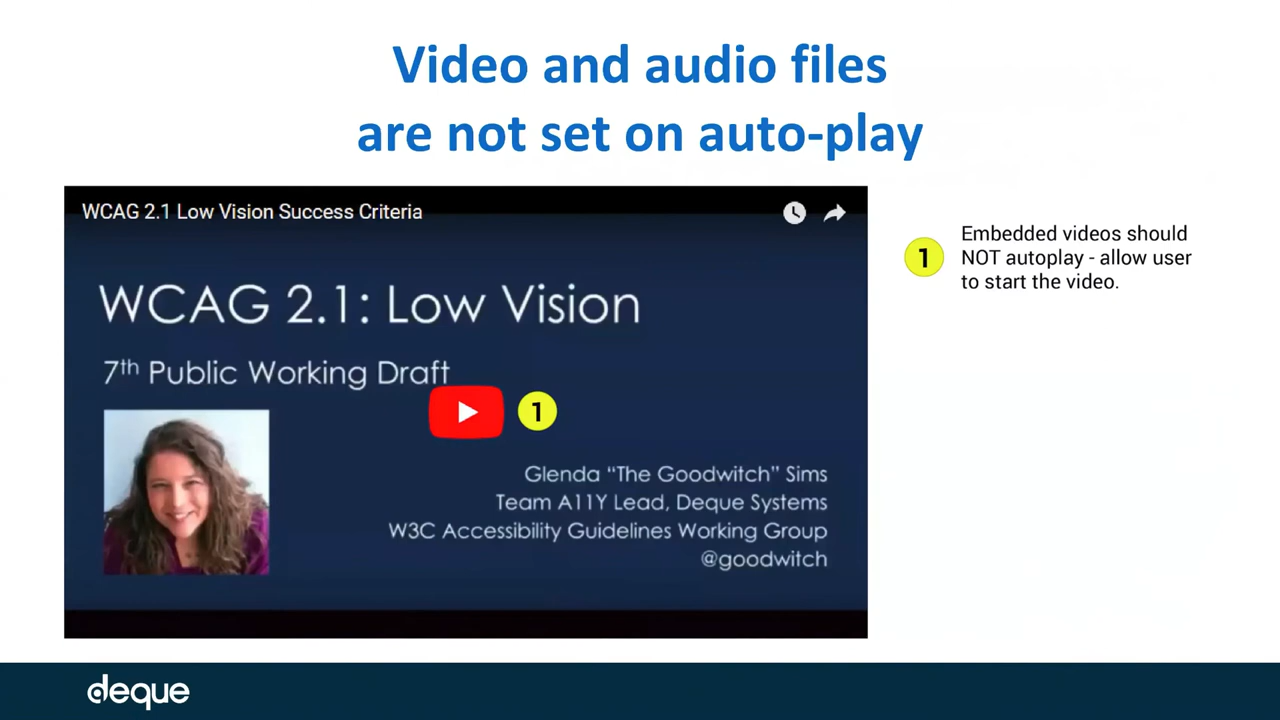 Video and audio files
are not set on auto-play
WCAG 2.1 Low Vision Success Criteria
WCAG 2.1: Low Vision
7th Public Working Draft
1
Glenda “The Goodwitch” Sims
Team A11Y Lead, Deque Systems
W3C Accessibility Guidelines Working Group
@goodwitch
1
Embedded videos should
NOT autoplay - allow user
to start the video.
deque